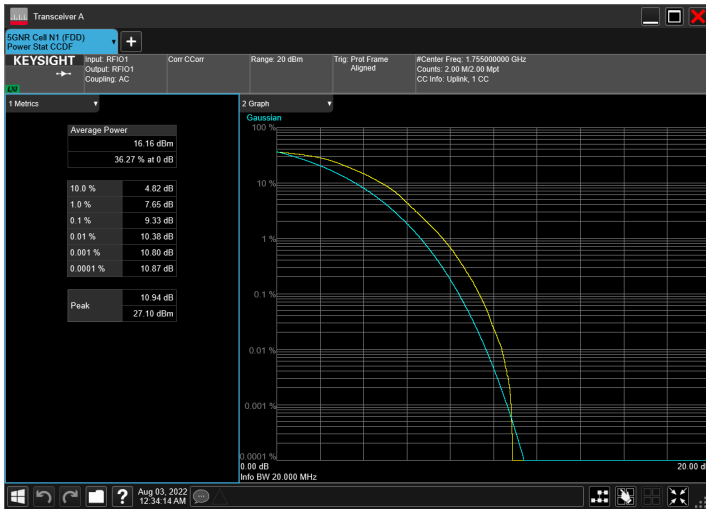 Transceiver A
5GNR Cell N1 (FDD)
Power Stat CCDF
KEYSIGHT
Input: RFIO1
Output: RFIO1
Coupling: AC
Corr CCorr
Range: 20 dBm
Trig: Prot Frame
Aligned
#Center Freq: 1.755000000 GHz
Counts: 2.00 M/2.00 Mpt
CC Info: Uplink, 1 CC
LXI
1 Metrics
Average Power
16.16 dBm
36.27 % at 0 dB
10.0 % 4.82 dB
1.0 % 7.65 dB
0.1 % 9.33 dB
0.01 % 10.38 dB
0.001 % 10.80 dB
0.0001 % 10.87 dB
Peak
10.94 dB
27.10 dBm
2 Graph
Gaussian
100 %
10 %
1 %
0.1 %
0.01 %
0.001 %
0.0001 %
0.00 dB
20.00 d
Info BW 20.000 MHz
?
Aug 03, 2022
12:34:14 AM